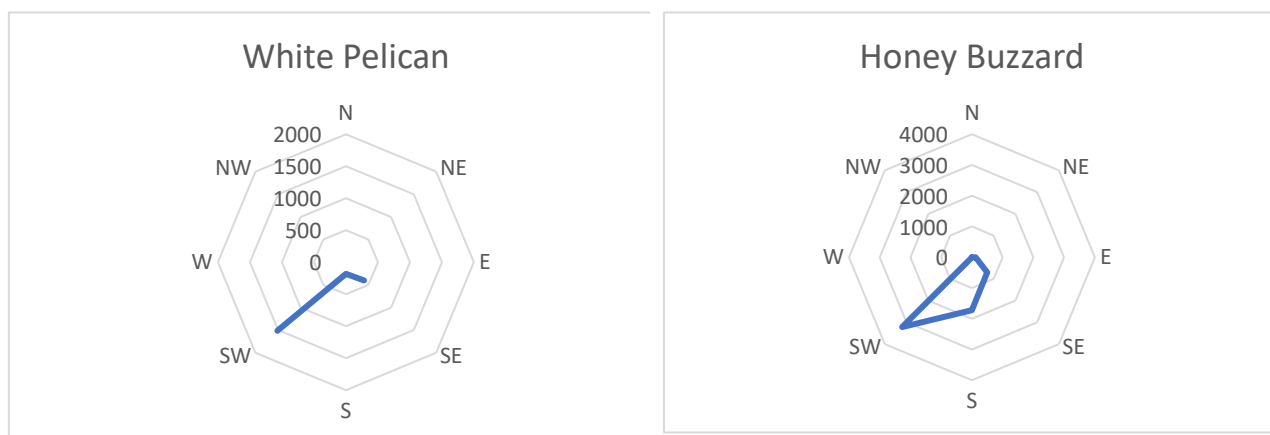 White Pelican
N
2000
NW
1500
NE
1000
500
W
0
E
SW
SE
S
Honey Buzzard
N
4000
NW
3000
NE
2000
1000
W
0
E
SW
SE
S